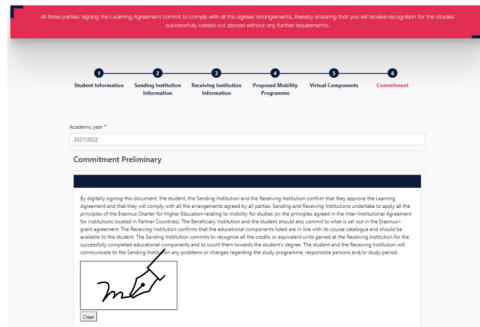 All three parties signing the Learning Agreement commit to comply with all the agreed arrangements, thereby ensuring that you will receive recognition for the studies
successfully carried out abroad without any further requirements.
1 2 3 4 5 6
Student Information Sending Institution Receiving Institution Proposed Mobility Virtual Components Commitment
Information Information Programme
Academic year *
2021/2022
Commitment Preliminary
By digitally signing this document, the student, the Sending Institution and the Receiving Institution confirm that they approve the Learning
Agreement and that they will comply with all the arrangements agreed by all parties. Sending and Receiving Institutions undertake to apply all the
principles of the Erasmus Charter for Higher Education relating to mobility for studies (or the principles agreed in the Inter-Institutional Agreement
for institutions located in Partner Countries). The Beneficiary Institution and the student should also commit to what is set out in the Erasmus+
grant agreement. The Receiving Institution confirms that the educational components listed are in line with its course catalogue and should be
available to the student. The Sending Institution commits to recognise all the credits or equivalent units gained at the Receiving Institution for the
successfully completed educational components and to count them towards the student's degree. The student and the Receiving Institution will
communicate to the Sending Institution any problems or changes regarding the study programme, responsible persons and/or study period.
Clear